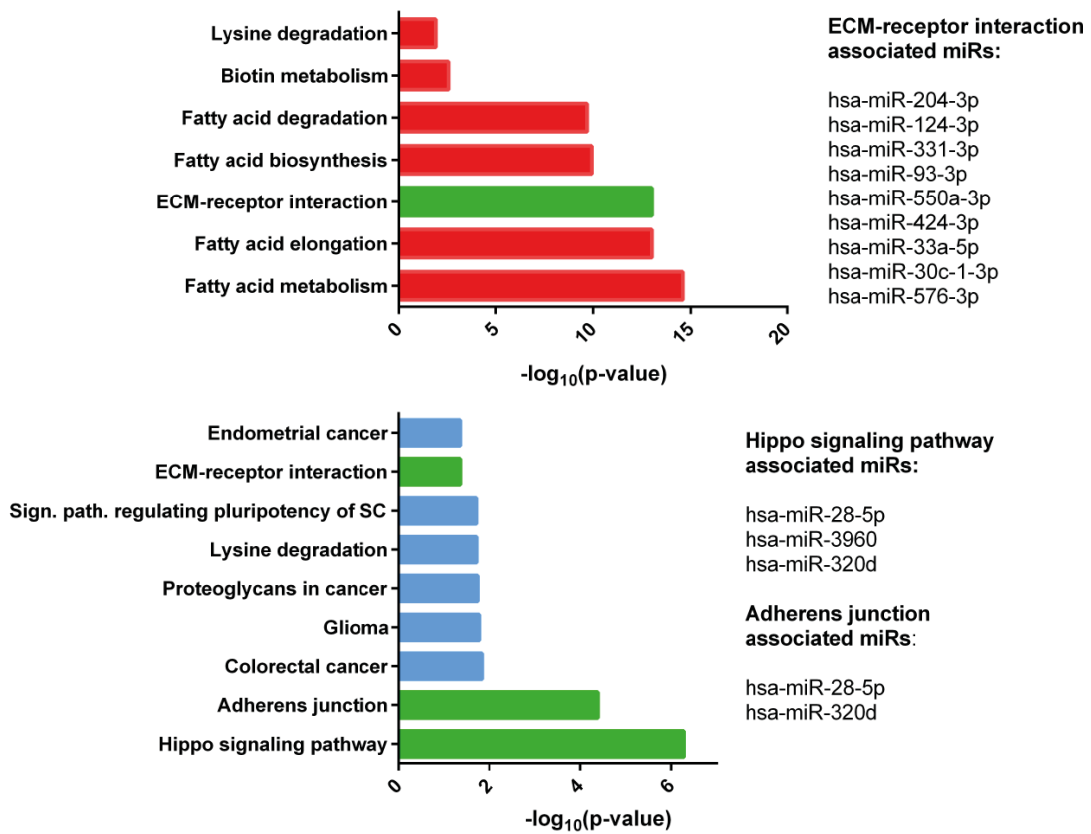 Lysine degradation
Biotin metabolism
Fatty acid degradation
Fatty acid biosynthesis
ECM-receptor interaction
Fatty acid elongation
Fatty acid metabolism
0 5 10 15 20
-log10(p-value)
ECM-receptor interaction
associated miRs:
hsa-miR-204-3p
hsa-miR-124-3p
hsa-miR-331-3p
hsa-miR-93-3p
hsa-miR-550a-3p
hsa-miR-424-3p
hsa-miR-33a-5p
hsa-miR-30c-1-3p
hsa-miR-576-3p
Endometrial cancer
ECM-receptor interaction
Sign. path. regulating pluripotency of SC
Lysine degradation
Proteoglycans in cancer
Glioma
Colorectal cancer
Adherens junction
Hippo signaling pathway
0 2 4 6
-log10(p-value)
Hippo signaling pathway
associated miRs:
hsa-miR-28-5p
hsa-miR-3960
hsa-miR-320d
Adherens junction
associated miRs:
hsa-miR-28-5p
hsa-miR-320d